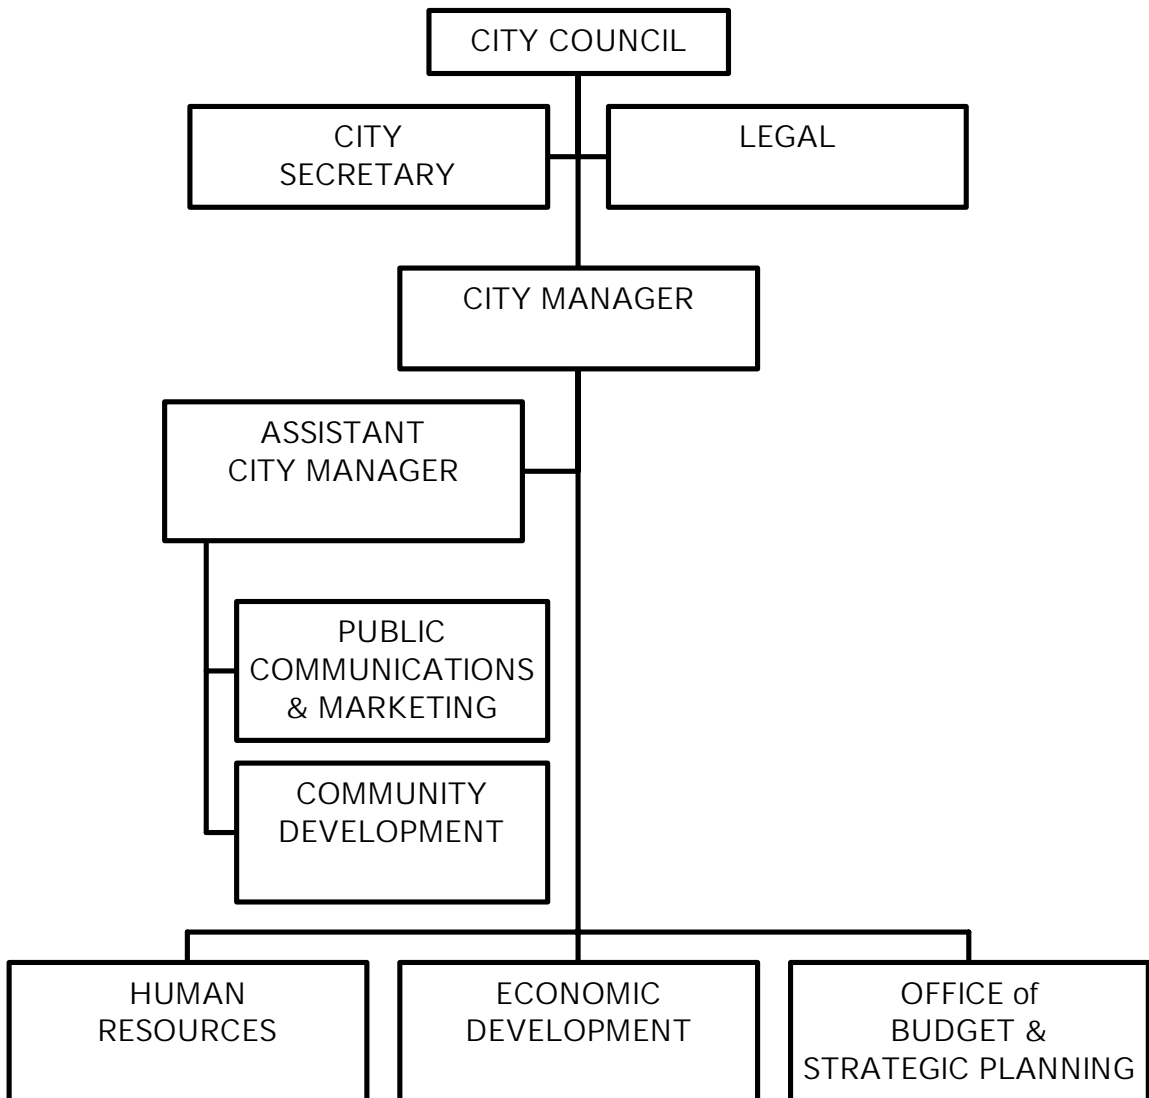 CITY COUNCIL
CITY
SECRETARY
LEGAL
CITY MANAGER
ASSISTANT
CITY MANAGER
PUBLIC
COMMUNICATIONS
& MARKETING
COMMUNITY
DEVELOPMENT
HUMAN
RESOURCES
ECONOMIC
DEVELOPMENT
OFFICE of
BUDGET &
STRATEGIC PLANNING